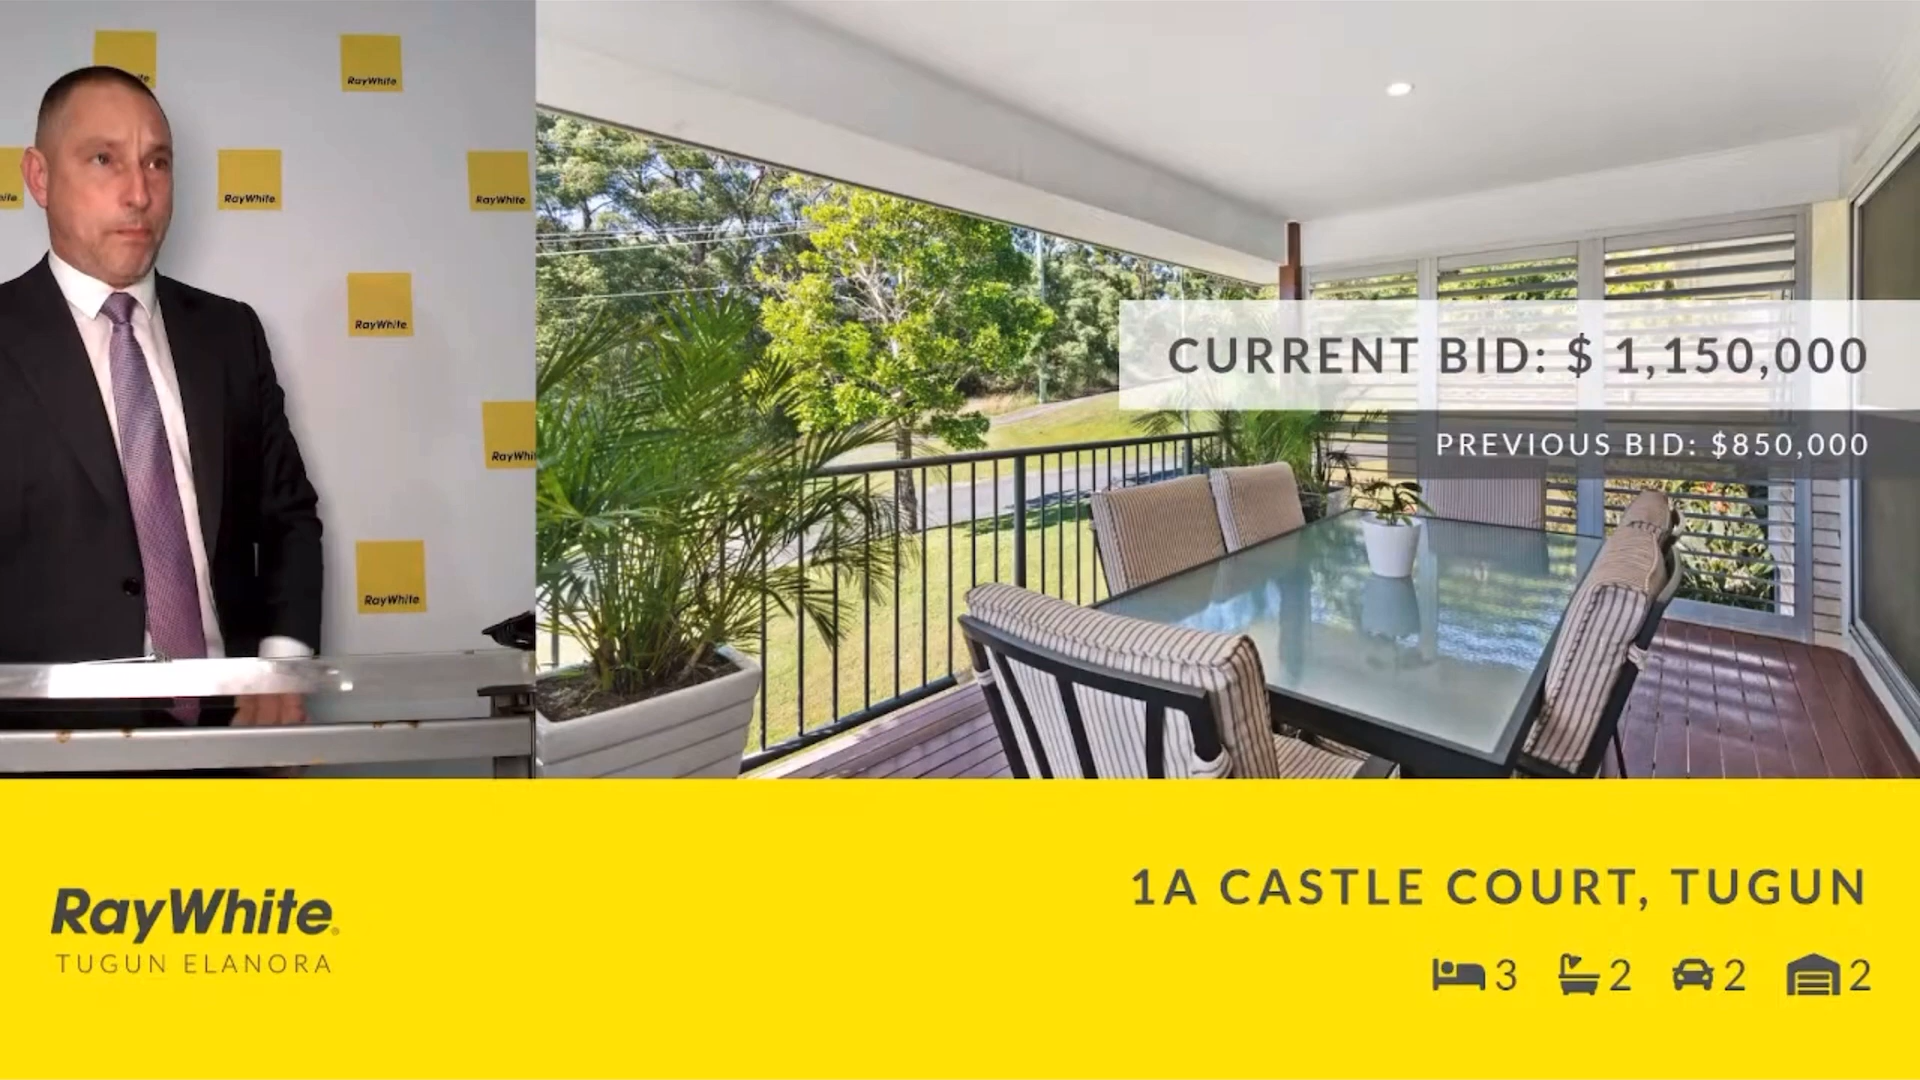 RayWhite
RayWhite
RayWhite
RayWhite
RayWhite
CURRENT BID: $ 1,150,000
PREVIOUS BID: $850,000
1A CASTLE COURT, TUGUN
3 2 2 2
RayWhite
TUGUN ELANORA